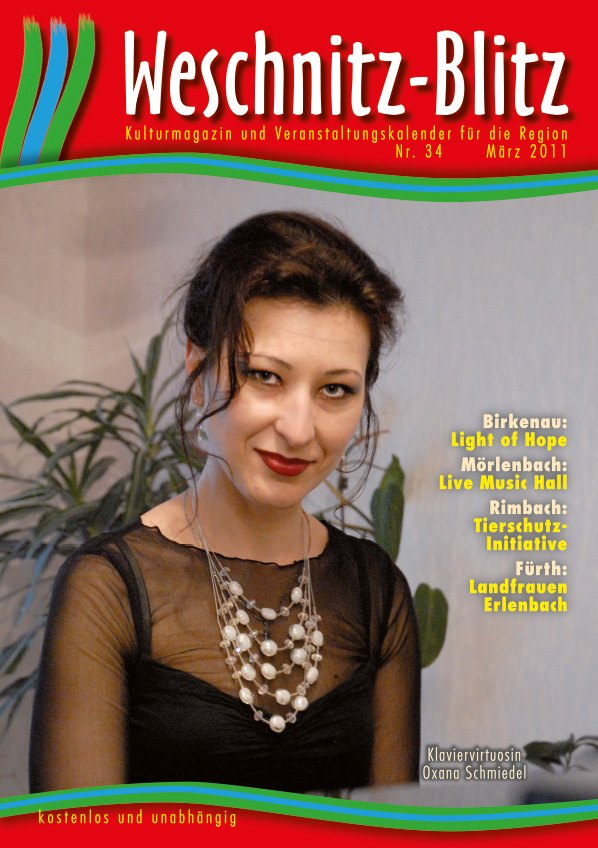 Weschnitz-Blitz
Kulturmagazin und Veranstaltungskalender für die Region
Nr. 34 März 2011
Birkenau:
Light of Hope
Mörlenbach:
Live Music Hall
Rimbach:
Tierschutz-
Initiative
Fürth:
Landfrauen
Erlenbach
Klaviervirtuosin
Oxana Schmiedel
kostenlos und unabhängig